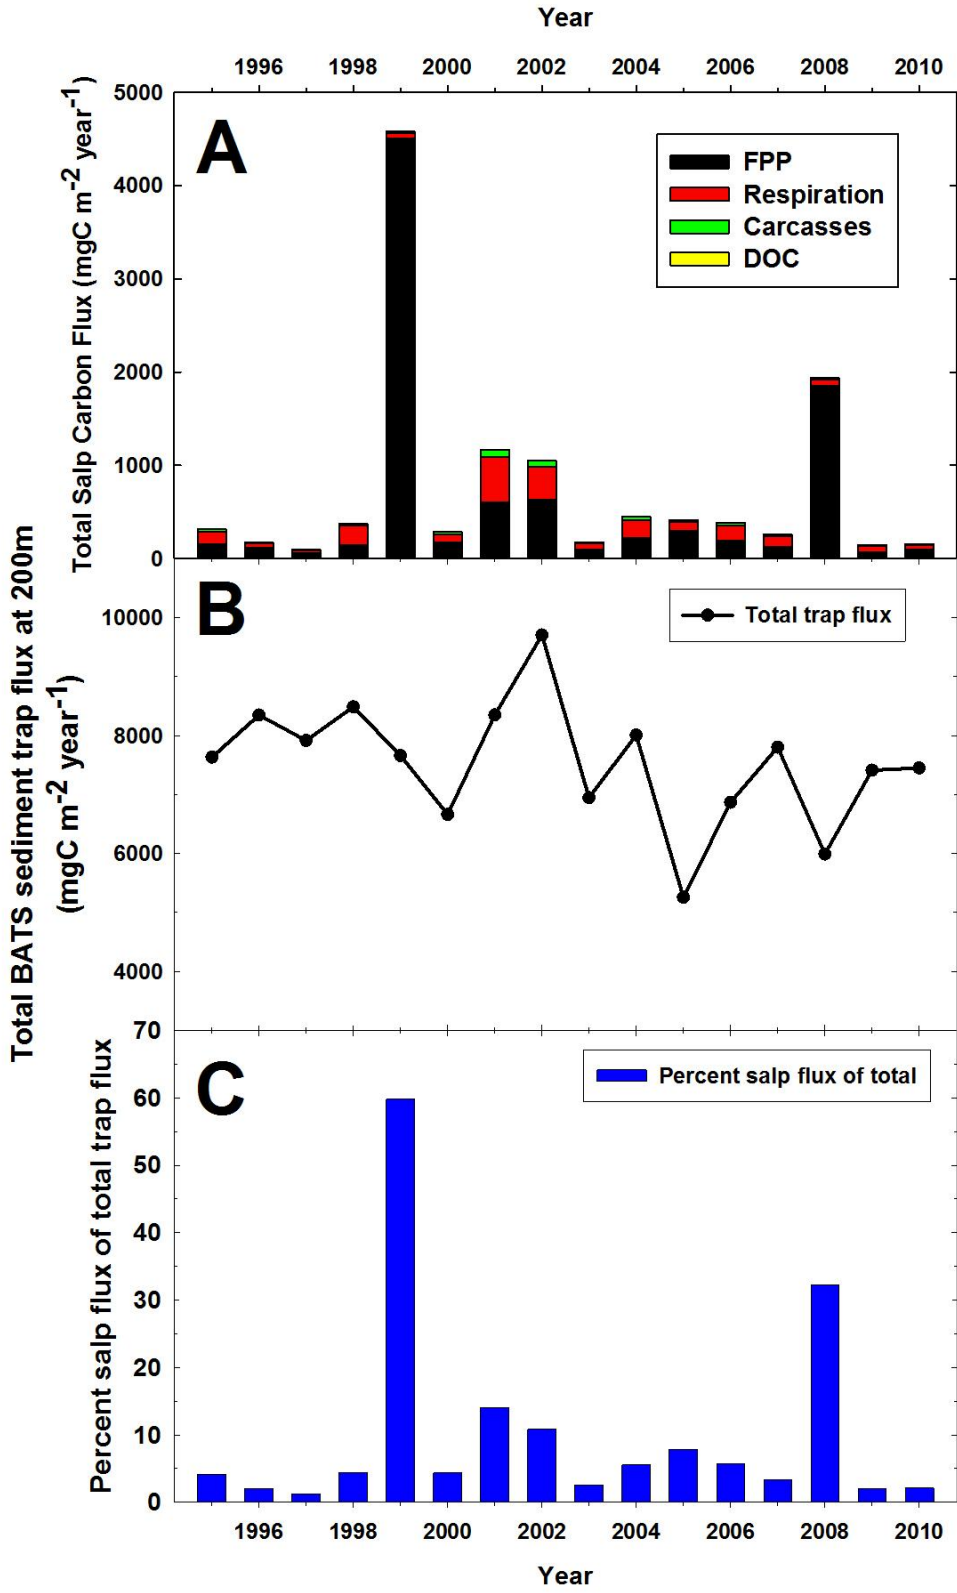 Year
1996 1998 2000 2002 2004 2006 2008 2010
Total Salp Carbon Flux (mgC m-2 year-1)
5000
4000
3000
2000
1000
0
A
FPP
Respiration
Carcasses
DOC
Total BATS sediment trap flux at 200m
(mgC m-2 year-1)
10000
8000
6000
4000
B
Total trap flux
Percent salp flux of total trap flux
70
60
50
40
30
20
10
0
C
Percent salp flux of total
1996 1998 2000 2002 2004 2006 2008 2010
Year